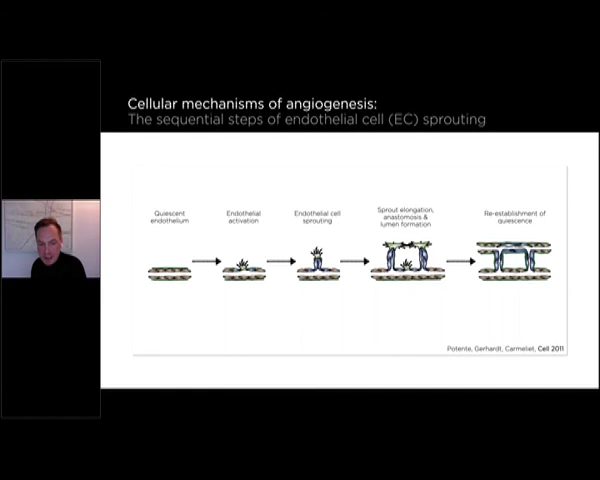 Cellular mechanisms of angiogenesis:
The sequential steps of endothelial cell (EC) sprouting
Quiescent
endothelium
Endothelial
activation
Endothelial cell
sprouting
Sprout elongation,
anastomosis &
lumen formation
Re-establishment of
quiescence
Potente, Gerhardt, Carmeliet, Cell 2011